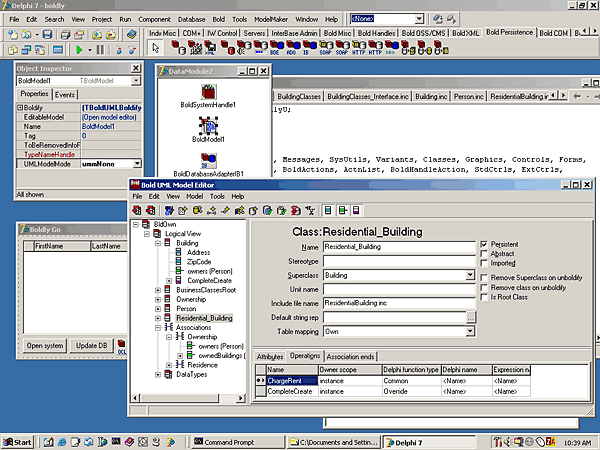 Delphi 7 - boldly
File Edit Search View Project Run Component Database Bold Tools ModelMaker Window Help <None>
Indy Misc COM+ IW Control Servers InterBase Admin Bold Misc Bold Handles Bold OSS/CMS Bold XML Bold Persistence Bold COM Bo
BDE ADO IB DBX SOAP SOAP HTTP HTTP DBX
Object Inspector
BoldModel1 TBoldModel
Properties Events
Boldify (TBoldUMLBoldify
EditableModel (Open model editor)
Name BoldModel1
Tag 0
ToBeRemovedInfoF
TypeNameHandle
UMLModelMode ummNone
All shown
DataModule2
BoldSystemHandle1
BoldModel1
IB
BoldDatabaseAdapterIB1
BuildingClasses BuildingClasses_Interface.inc Building.inc Person.inc ResidentialBuilding.inc
lyU;
, Messages, SysUtils, Variants, Classes, Graphics, Controls, Forms,
, BoldActions, ActnList, BoldHandleAction, StdCtrls, ExtCtrls,
Boldly Go
FirstName LastName
Open system Update DB OCL
Bold UML Model Editor
File Edit View Model Tools Help
BldOwn
LogicalView
Building
Address
ZipCode
owners (Person)
CompleteCreate
BusinessClassesRoot
Ownership
Person
Residential_Building
Associations
Ownership
owners (Person)
ownedBuildings (
Residence
DataTypes
Class:Residential_Building
Name Residential_Building
Stereotype
Superclass Building
Unit name
Include file name ResidentialBuilding.inc
Default string rep ...
Table mapping Own
Persistent
Abstract
Imported
Remove Superclass on unboldify
Remove class on unboldify
Is Root Class
Attributes Operations Association ends
Name Owner scope Delphi function type Delphi name Expression n
ChargeRent instance Common <Name> <Name>
CompleteCreate instance Override <Name> <Name>
Start Command Prompt C:\Documents and Settin... Delphi 7 10:39 AM